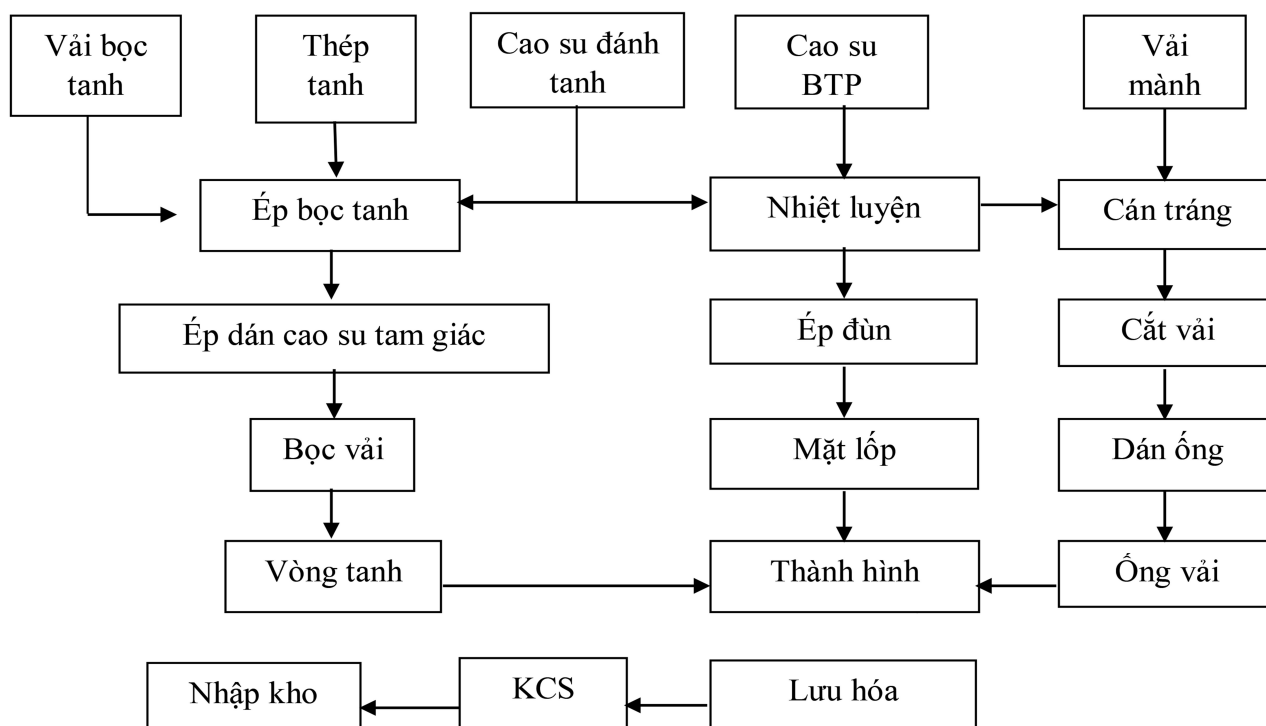 Vải bọc
tanh
Thép
tanh
Cao su đánh
tanh
Cao su
BTP
Vải
mành
Ép bọc tanh
Nhiệt luyện
Cán tráng
Ép dán cao su tam giác
Ép đùn
Cắt vải
Bọc vải
Mặt lốp
Dán ống
Vòng tanh
Thành hình
Ống vải
Nhập kho
KCS
Lưu hóa